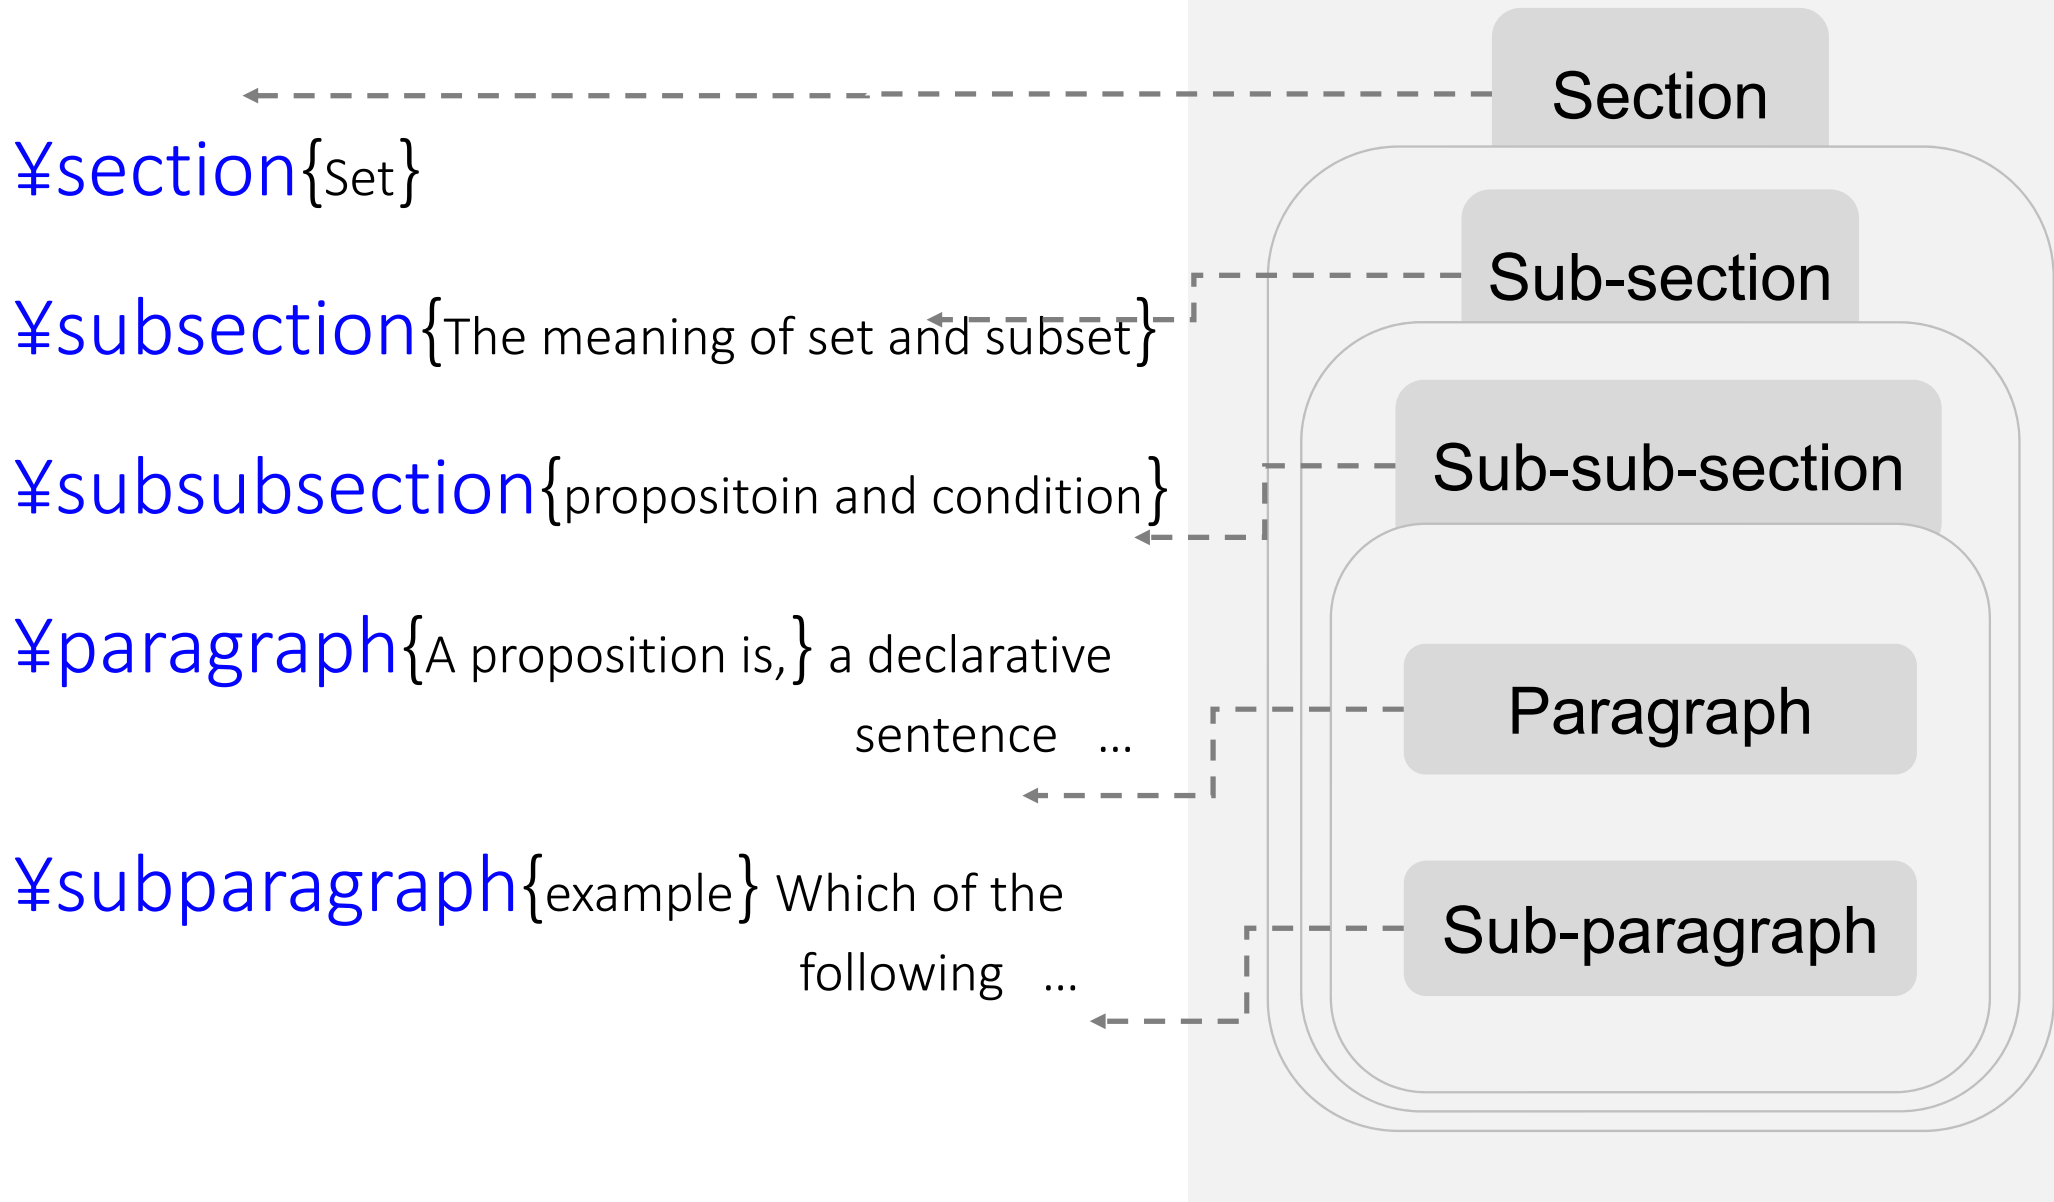 ¥section{Set}
¥subsection{The meaning of set and subset}
¥subsubsection{propositoin and condition}
¥paragraph{A proposition is,} a declarative
sentence ...
¥subparagraph{example} Which of the
following ...
Section
Sub-section
Sub-sub-section
Paragraph
Sub-paragraph